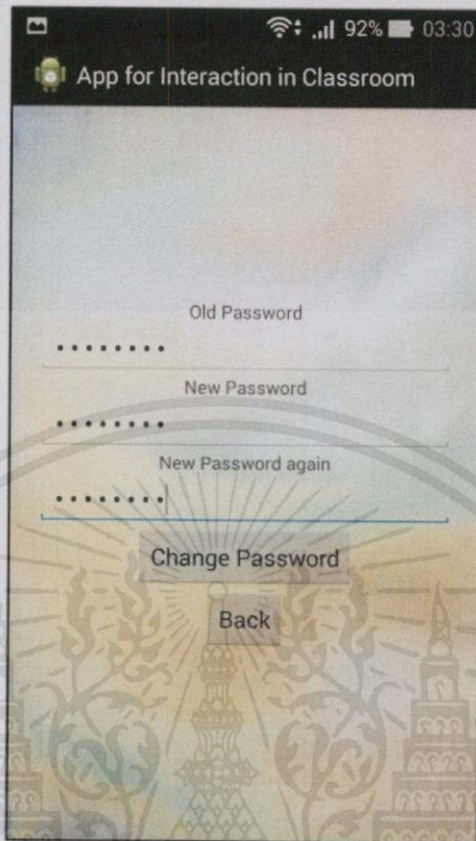 92% 03:30
App for Interaction in Classroom
Old Password
••••••••
New Password
••••••••
New Password again
••••••••
Change Password
Back